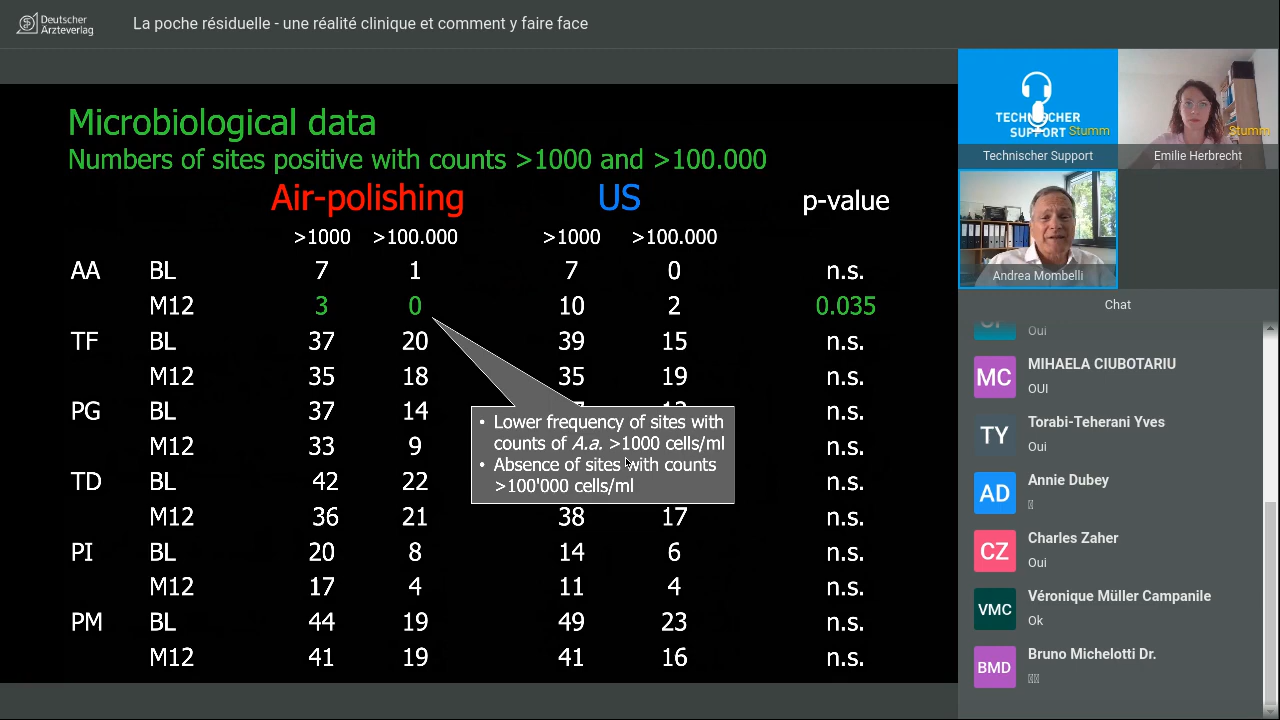 Deutscher
Ärzteverlag
La poche résiduelle - une réalité clinique et comment y faire face
Microbiological data
Numbers of sites positive with counts >1000 and >100.000
Air-polishing US p-value
>1000 >100.000 >1000 >100.000
AA BL 7 1 7 0 n.s.
M12 3 0 10 2 0.035
TF BL 37 20 39 15 n.s.
M12 35 18 35 19 n.s.
PG BL 37 14 n.s.
M12 33 9 n.s.
TD BL 42 22 n.s.
M12 36 21 38 17 n.s.
PI BL 20 8 14 6 n.s.
M12 17 4 11 4 n.s.
PM BL 44 19 49 23 n.s.
M12 41 19 41 16 n.s.
• Lower frequency of sites with
counts of A.a. >1000 cells/ml
• Absence of sites with counts
>100'000 cells/ml
TECHNISCHER
SUPPORT
Stumm
Technischer Support
Stumm
Emilie Herbrecht
Andrea Mombelli
Chat
Oui
MC MIHAELA CIUBOTARIU
OUI
TY Torabi-Teherani Yves
Oui
AD Annie Dubey
CZ Charles Zaher
Oui
VMC Véronique Müller Campanile
Ok
BMD Bruno Michelotti Dr.